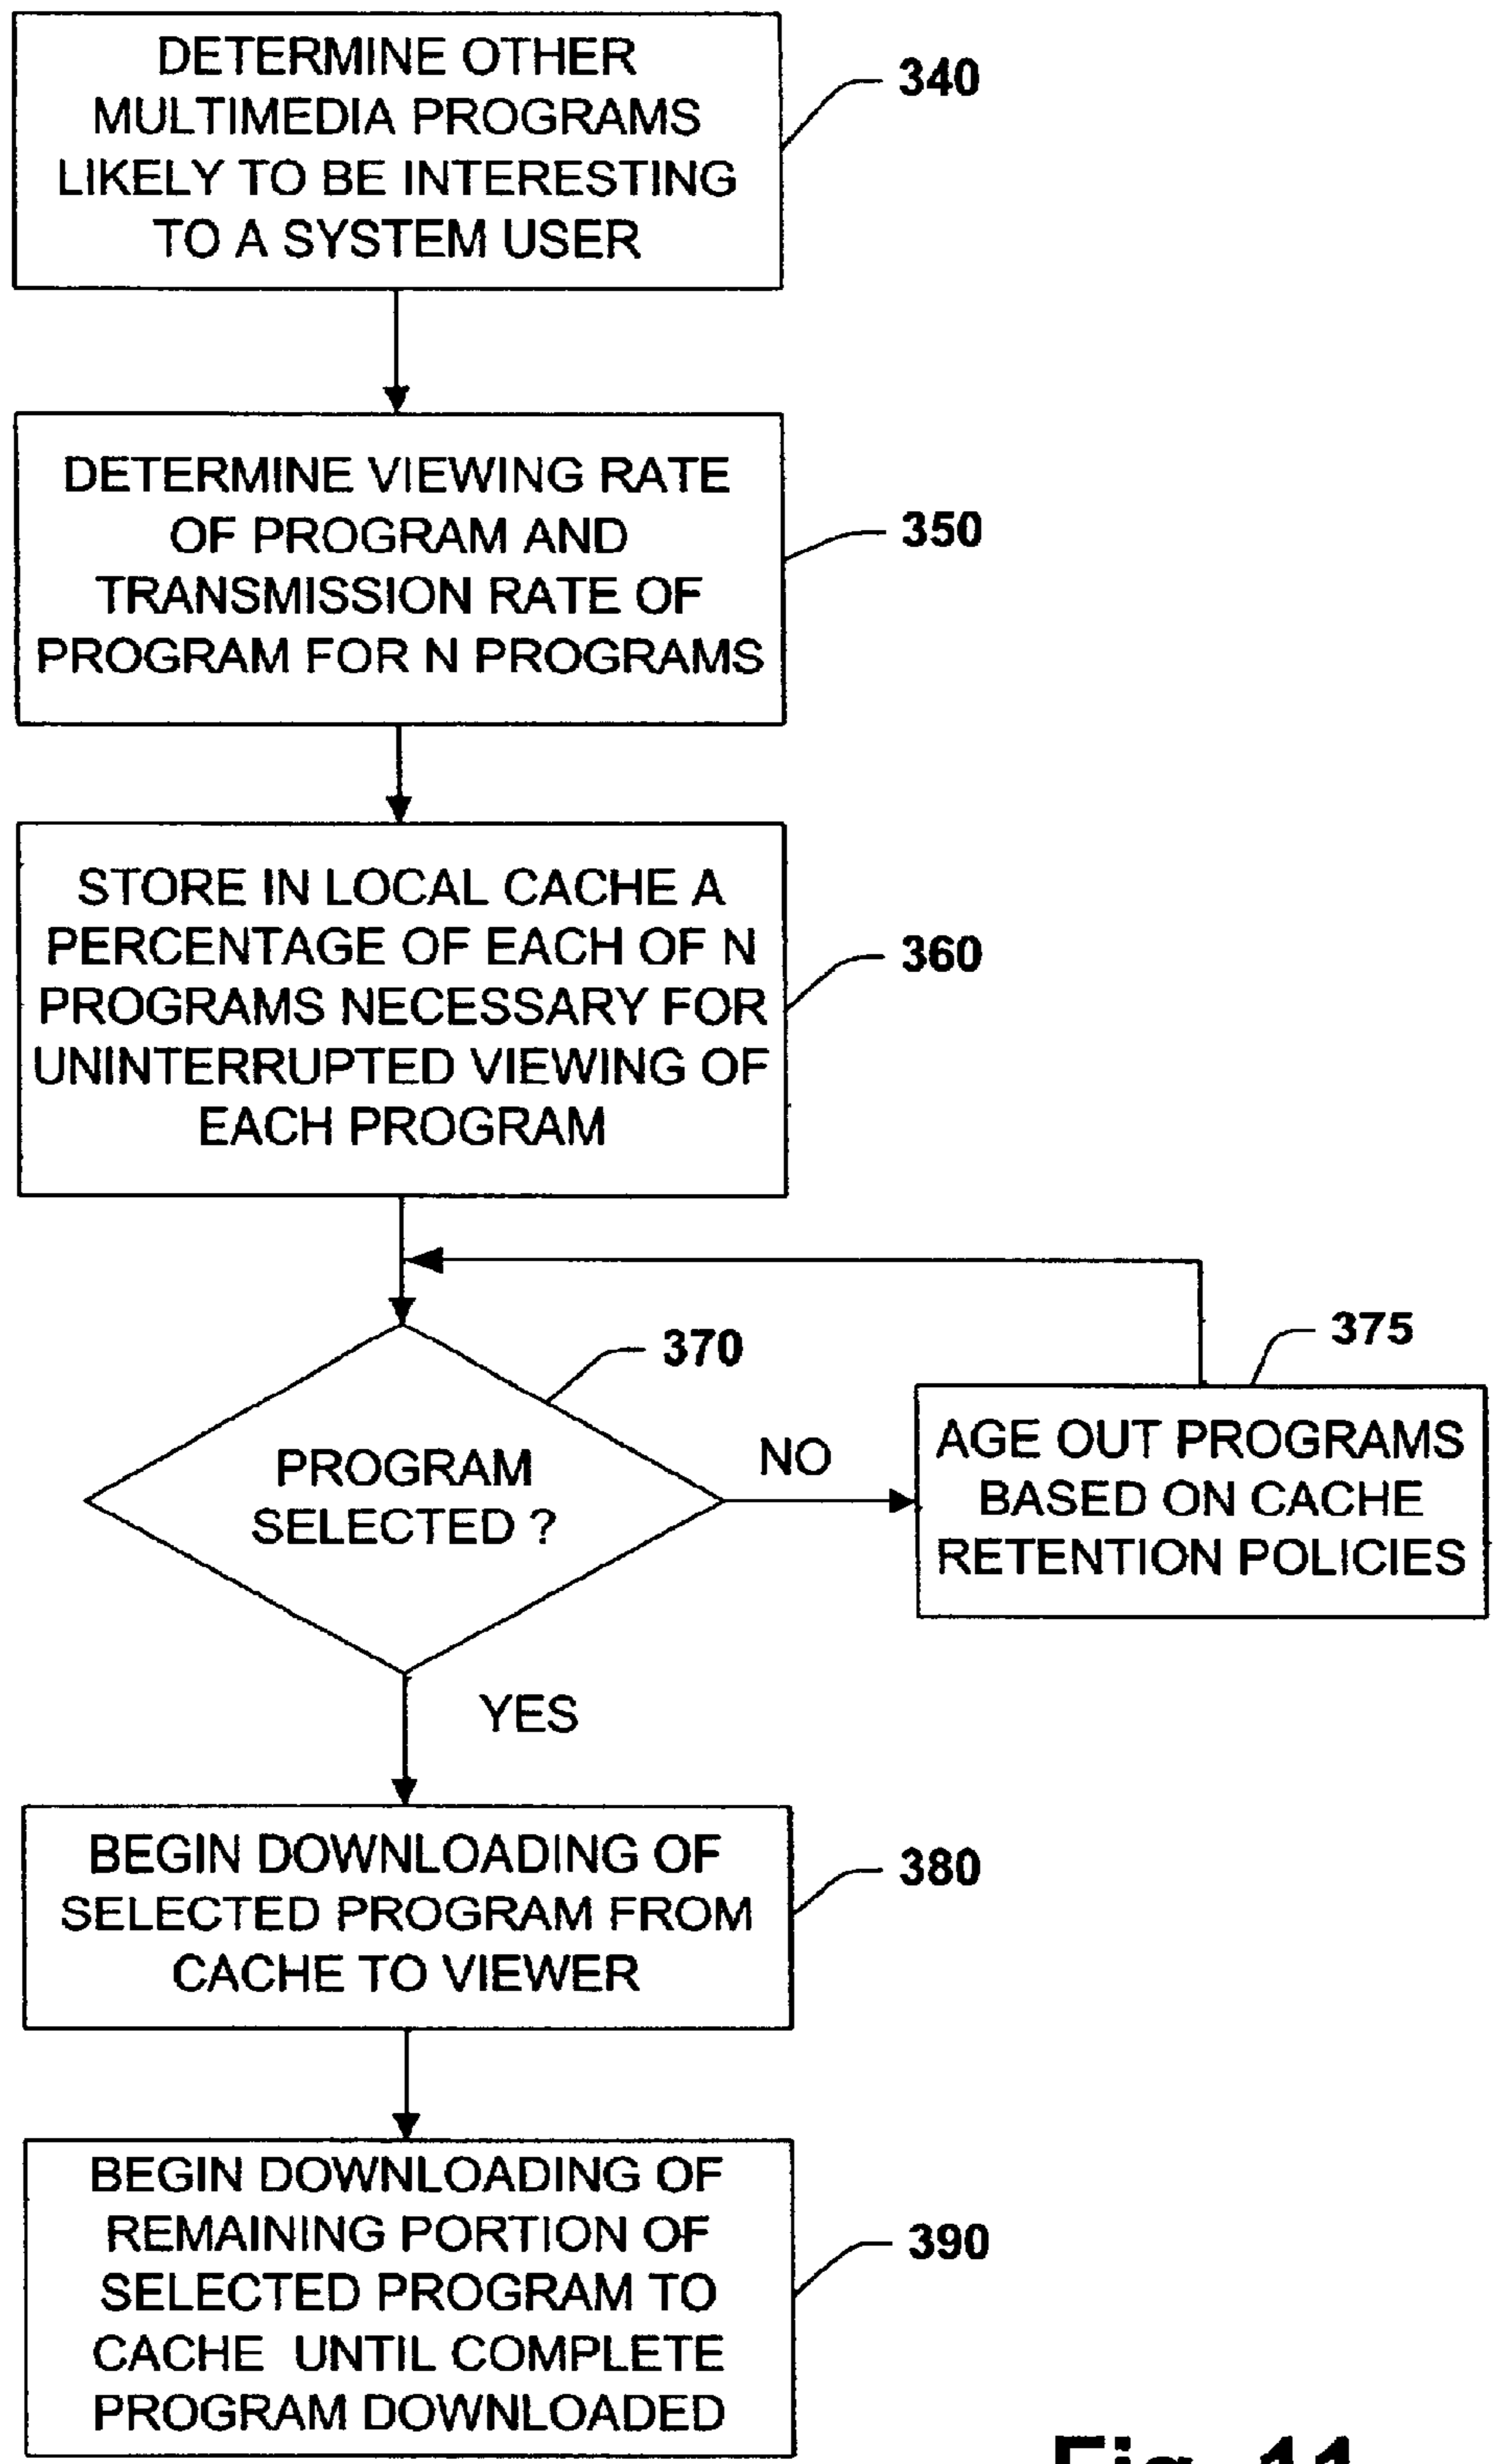 DETERMINE OTHER
MULTIMEDIA PROGRAMS
LIKELY TO BE INTERESTING
TO A SYSTEM USER
340
DETERMINE VIEWING RATE
OF PROGRAM AND
TRANSMISSION RATE OF
PROGRAM FOR N PROGRAMS
350
STORE IN LOCAL CACHE A
PERCENTAGE OF EACH OF N
PROGRAMS NECESSARY FOR
UNINTERRUPTED VIEWING OF
EACH PROGRAM
360
PROGRAM
SELECTED ?
370
NO
AGE OUT PROGRAMS
BASED ON CACHE
RETENTION POLICIES
375
YES
BEGIN DOWNLOADING OF
SELECTED PROGRAM FROM
CACHE TO VIEWER
380
BEGIN DOWNLOADING OF
REMAINING PORTION OF
SELECTED PROGRAM TO
CACHE UNTIL COMPLETE
PROGRAM DOWNLOADED
390
Fig. 11